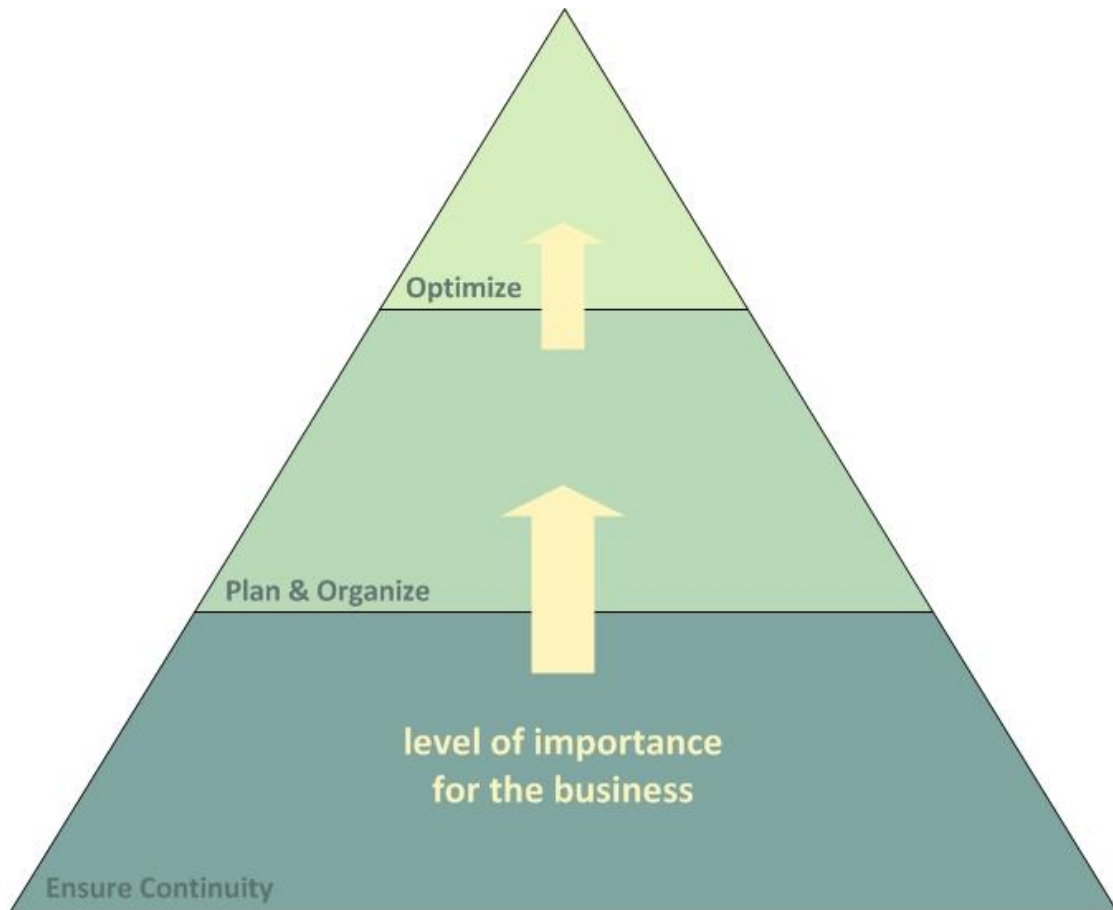 Optimize
Plan & Organize
level of importance
for the business
Ensure Continuity